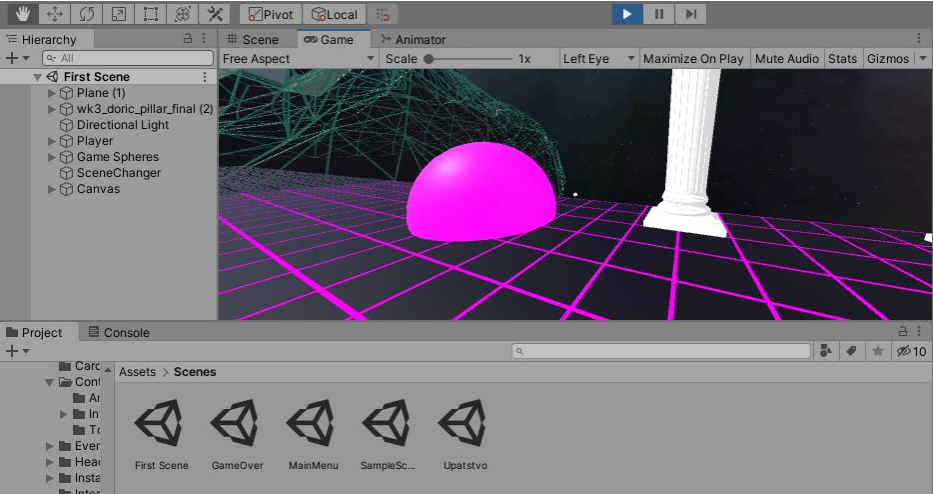 Pivot Local
Hierarchy
All
First Scene
Plane (1)
wk3_doric_pillar_final (2)
Directional Light
Player
Game Spheres
SceneChanger
Canvas
Scene Game Animator
Free Aspect Scale 1x Left Eye Maximize On Play Mute Audio Stats Gizmos
Project Console
10
Carc
Cont
Ar
In
To
Ever
Head
Insta
Inter
Assets > Scenes
First Scene GameOver MainMenu SampleSc... Upatstvo